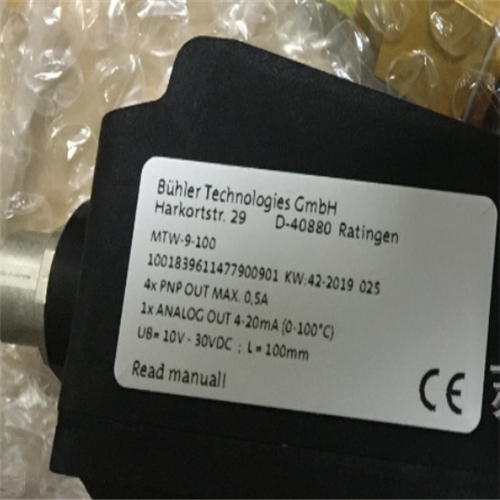 Bühler Technologies GmbH
Harkortstr. 29 D-40880 Ratingen
MTW-9-100
1001839611477900901 KW:42-2019 025
4x PNP OUT MAX. 0,5A
1x ANALOG OUT 4-20mA (0-100°C)
UB= 10V - 30VDC ; L = 100mm
Read manual!
CE